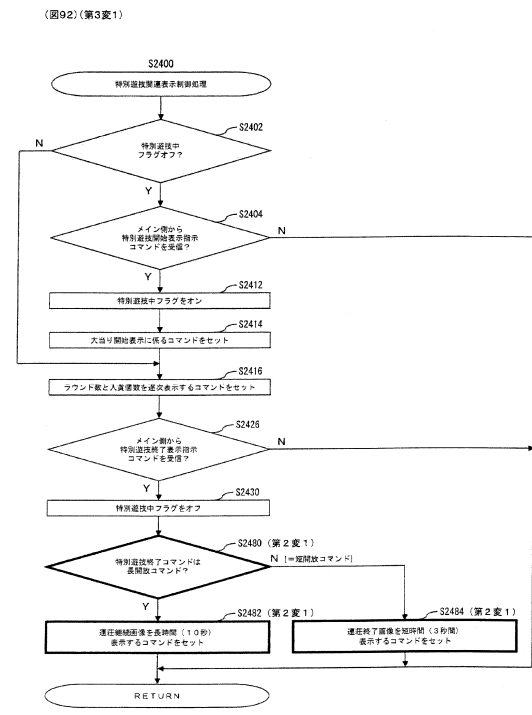 (図92)(第3変1)
S2400
特別遊技関連表示制御処理
S2402
特別遊技中
フラグオフ?
N
Y
S2404
メイン側から
特別遊技開始表示指示
コマンドを受信?
N
Y
S2412
特別遊技中フラグをオン
S2414
大当り開始表示に係るコマンドをセット
S2416
ラウンド数と入賞個数を逐次表示するコマンドをセット
S2426
メイン側から
特別遊技終了表示指示
コマンドを受信?
N
Y
S2430
特別遊技中フラグをオフ
S2480(第2変1)
特別遊技終了コマンドは
長開放コマンド?
N [=短開放コマンド]
Y
S2482(第2変1)
連荘継続画像を長時間(10秒)
表示するコマンドをセット
S2484(第2変1)
連荘終了画像を短時間(3秒間)
表示するコマンドをセット
RETURN